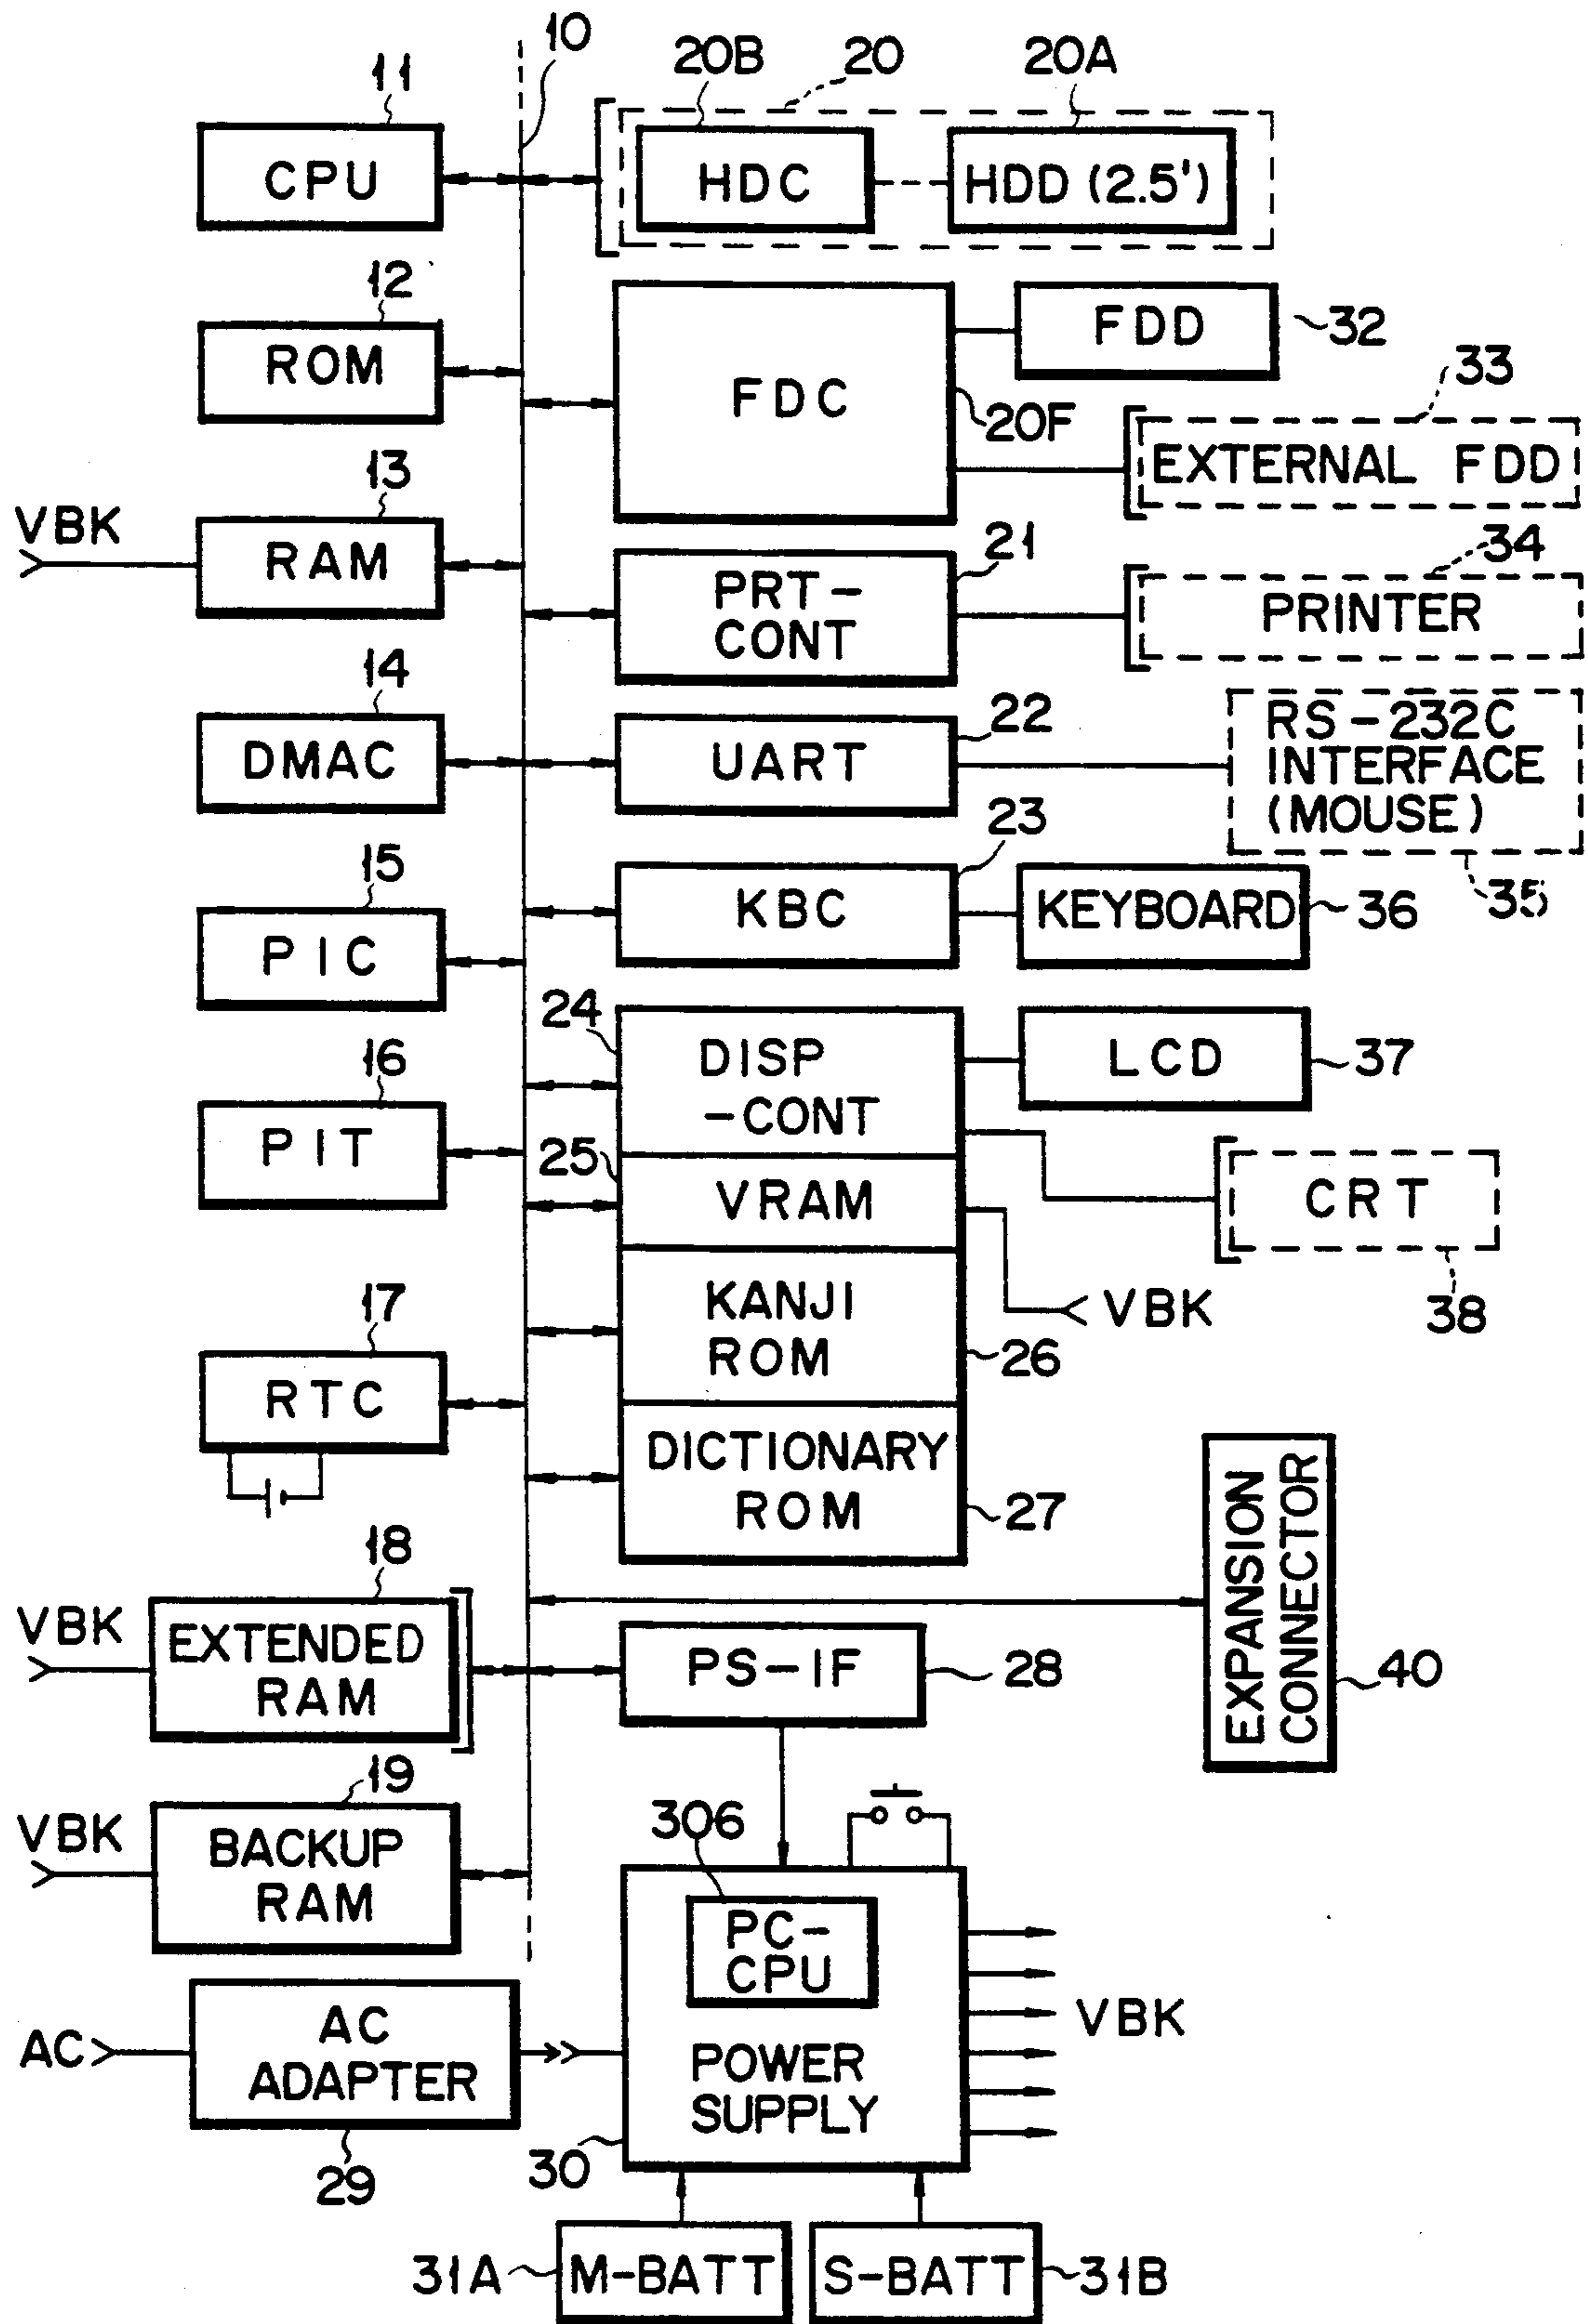 10
20B
20
20A
11
CPU
HDC
HDD (2.5')
12
ROM
FDC
FDD
32
33
20F
EXTERNAL FDD
13
VBK
RAM
21
34
PRT-
CONT
PRINTER
14
DMAC
22
UART
RS-232C
INTERFACE
(MOUSE)
35
23
15
PIC
KBC
KEYBOARD
36
24
DISP
-CONT
LCD
37
16
PIT
25
VRAM
CRT
38
VBK
17
RTC
KANJI
ROM
26
DICTIONARY
ROM
27
EXPANSION
CONNECTOR
40
18
VBK
EXTENDED
RAM
PS-IF
28
19
VBK
BACKUP
RAM
306
PC-
CPU
POWER
SUPPLY
30
VBK
AC
AC
ADAPTER
29
31A
M-BATT
S-BATT
31B